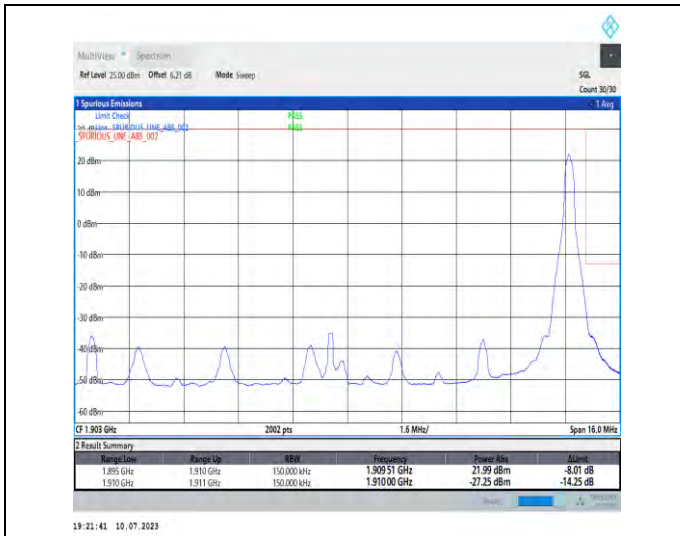 MultiView Spectrum
Ref Level 25.00 dBm Offset 6.21 dB Mode Sweep SGL
Count 30/30
1 Spurious Emissions 1 Avg
Limit Check PASS
Line SPURIOUS_LINE_ABS_002 PASS
SPURIOUS_LINE_ABS_002
20 dBm
10 dBm
0 dBm
-10 dBm
-20 dBm
-30 dBm
-40 dBm
-50 dBm
-60 dBm
CF 1.903 GHz 2002 pts 1.6 MHz/ Span 16.0 MHz
2 Result Summary
Range Low Range Up RBW Frequency Power Abs ΔLimit
1.895 GHz 1.910 GHz 150.000 kHz 1.90951 GHz 21.99 dBm -8.01 dB
1.910 GHz 1.911 GHz 150.000 kHz 1.91000 GHz -27.25 dBm -14.25 dB
19:21:41 10.07.2023